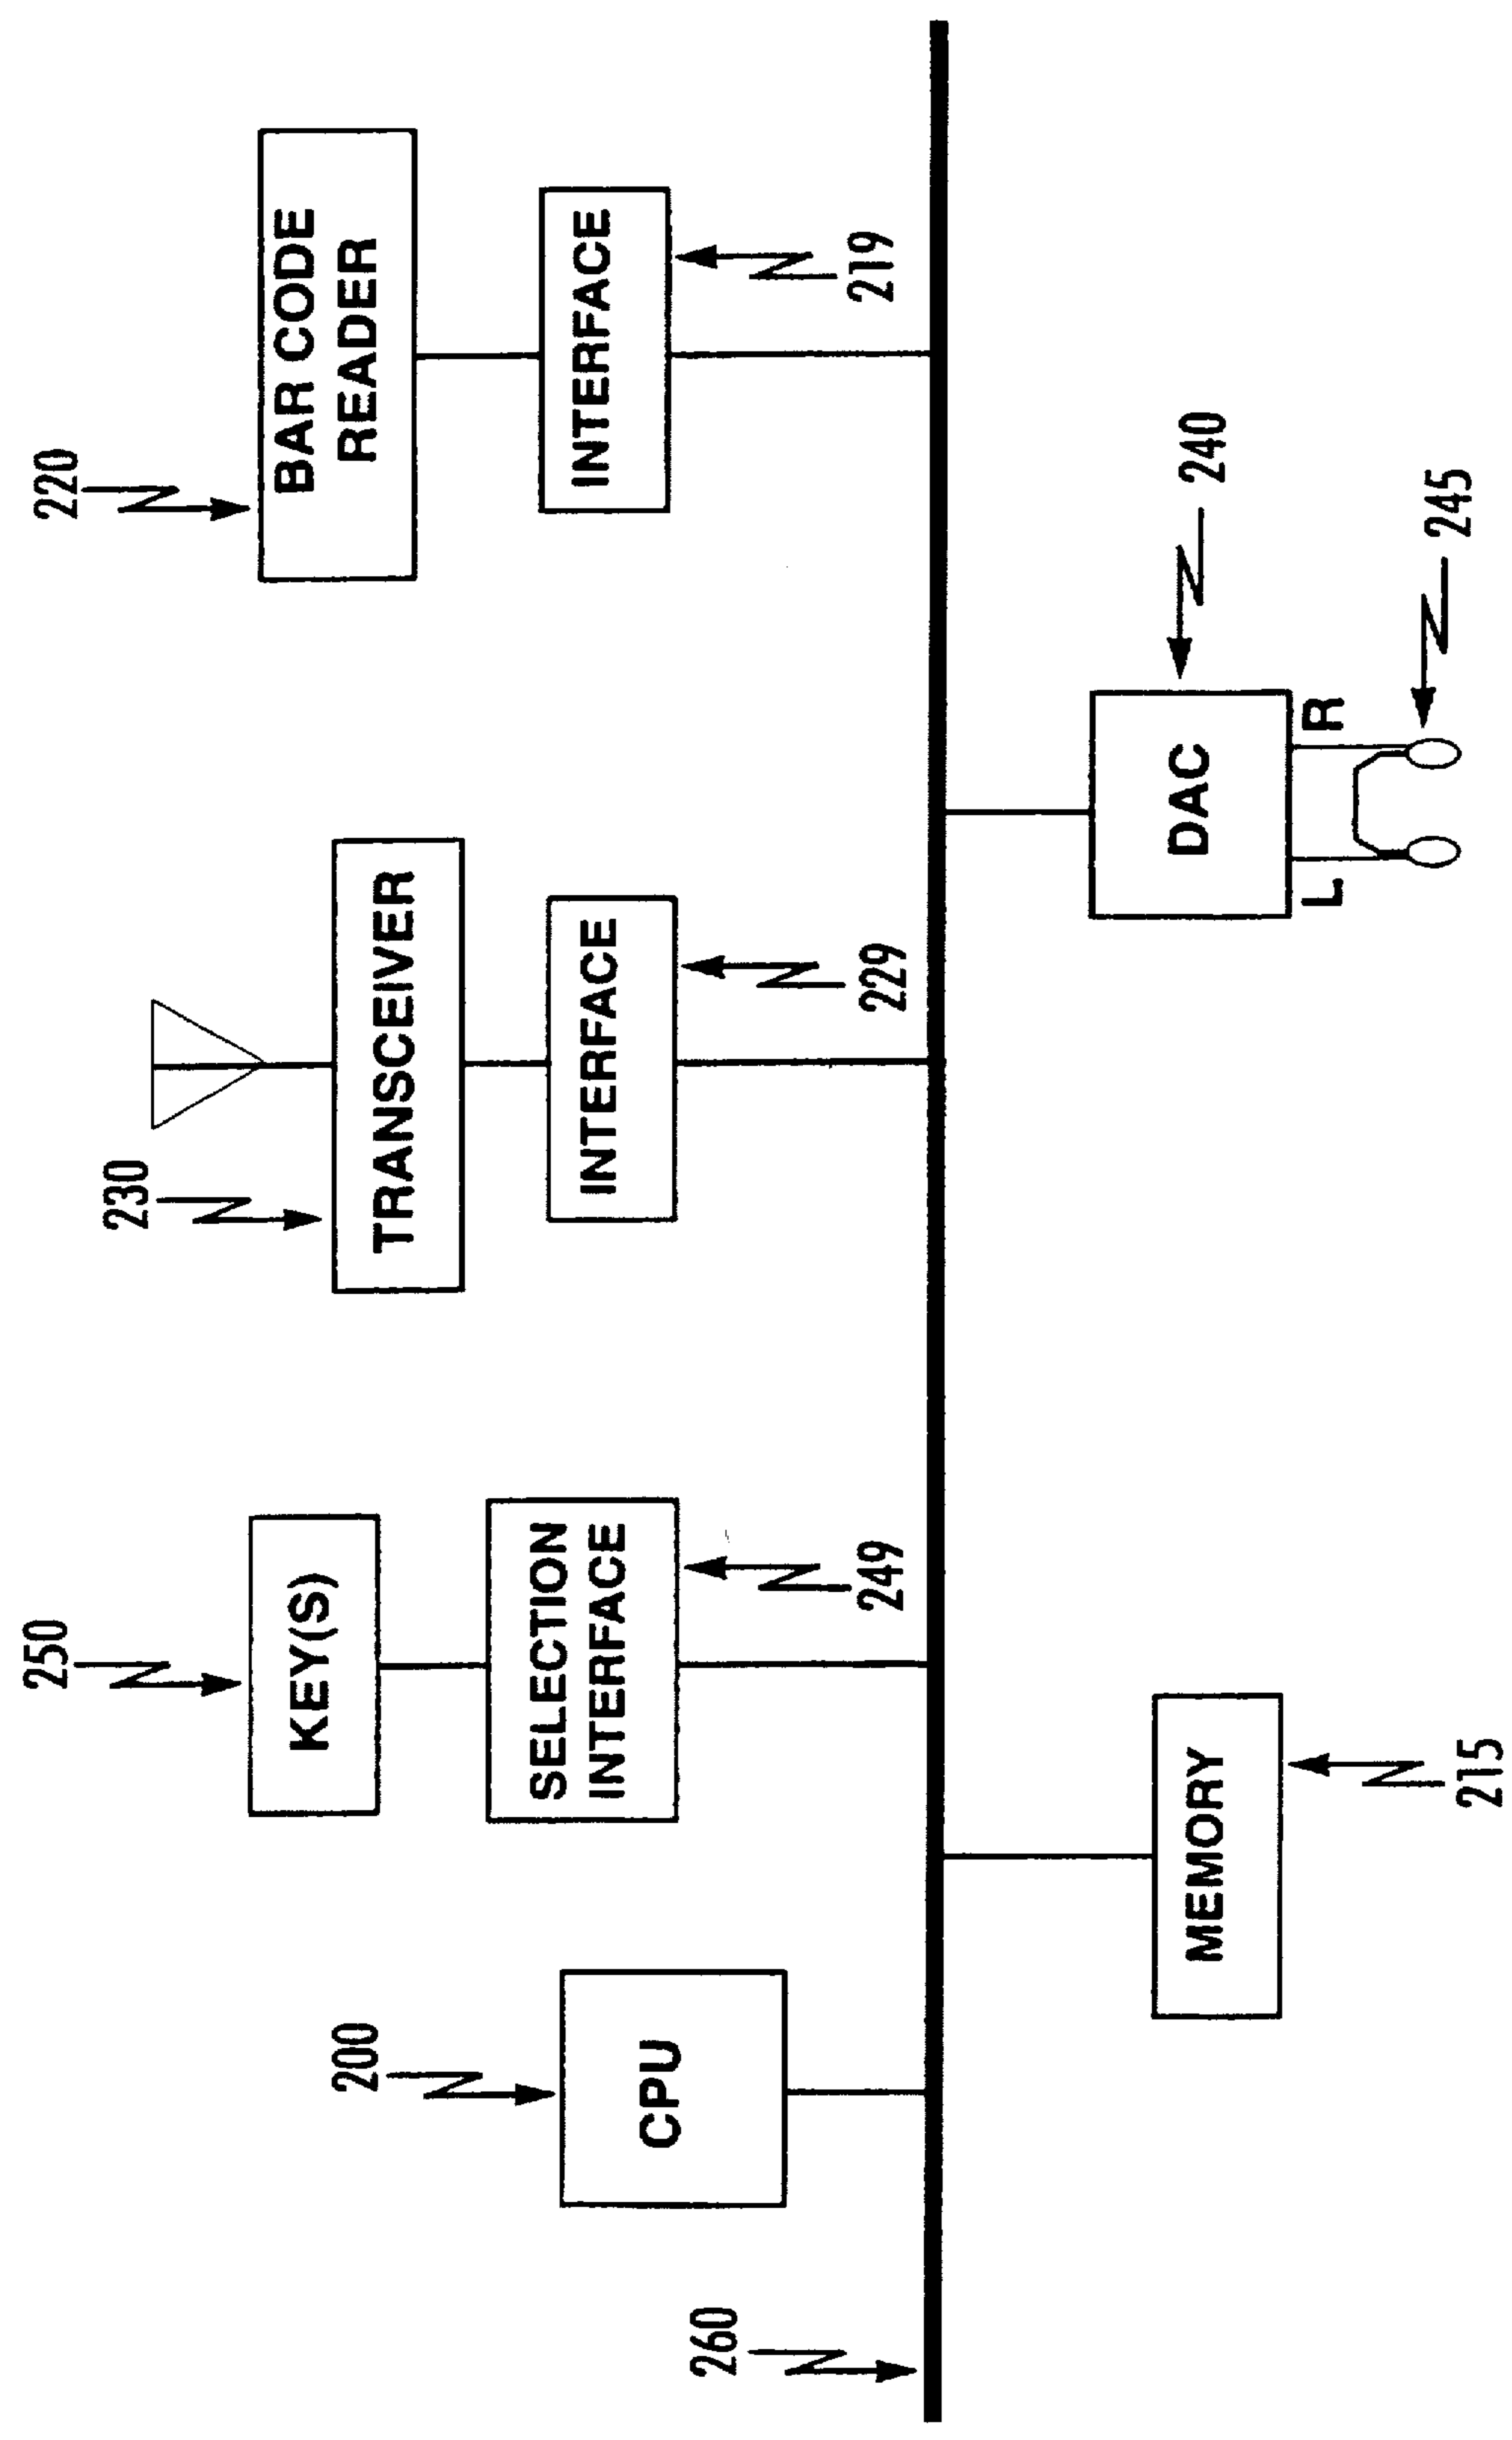 220
BAR CODE
READER
INTERFACE
219
230
TRANSCEIVER
INTERFACE
229
250
KEY(S)
SELECTION
INTERFACE
249
200
CPU
260
MEMORY
215
DAC
240
L
R
245